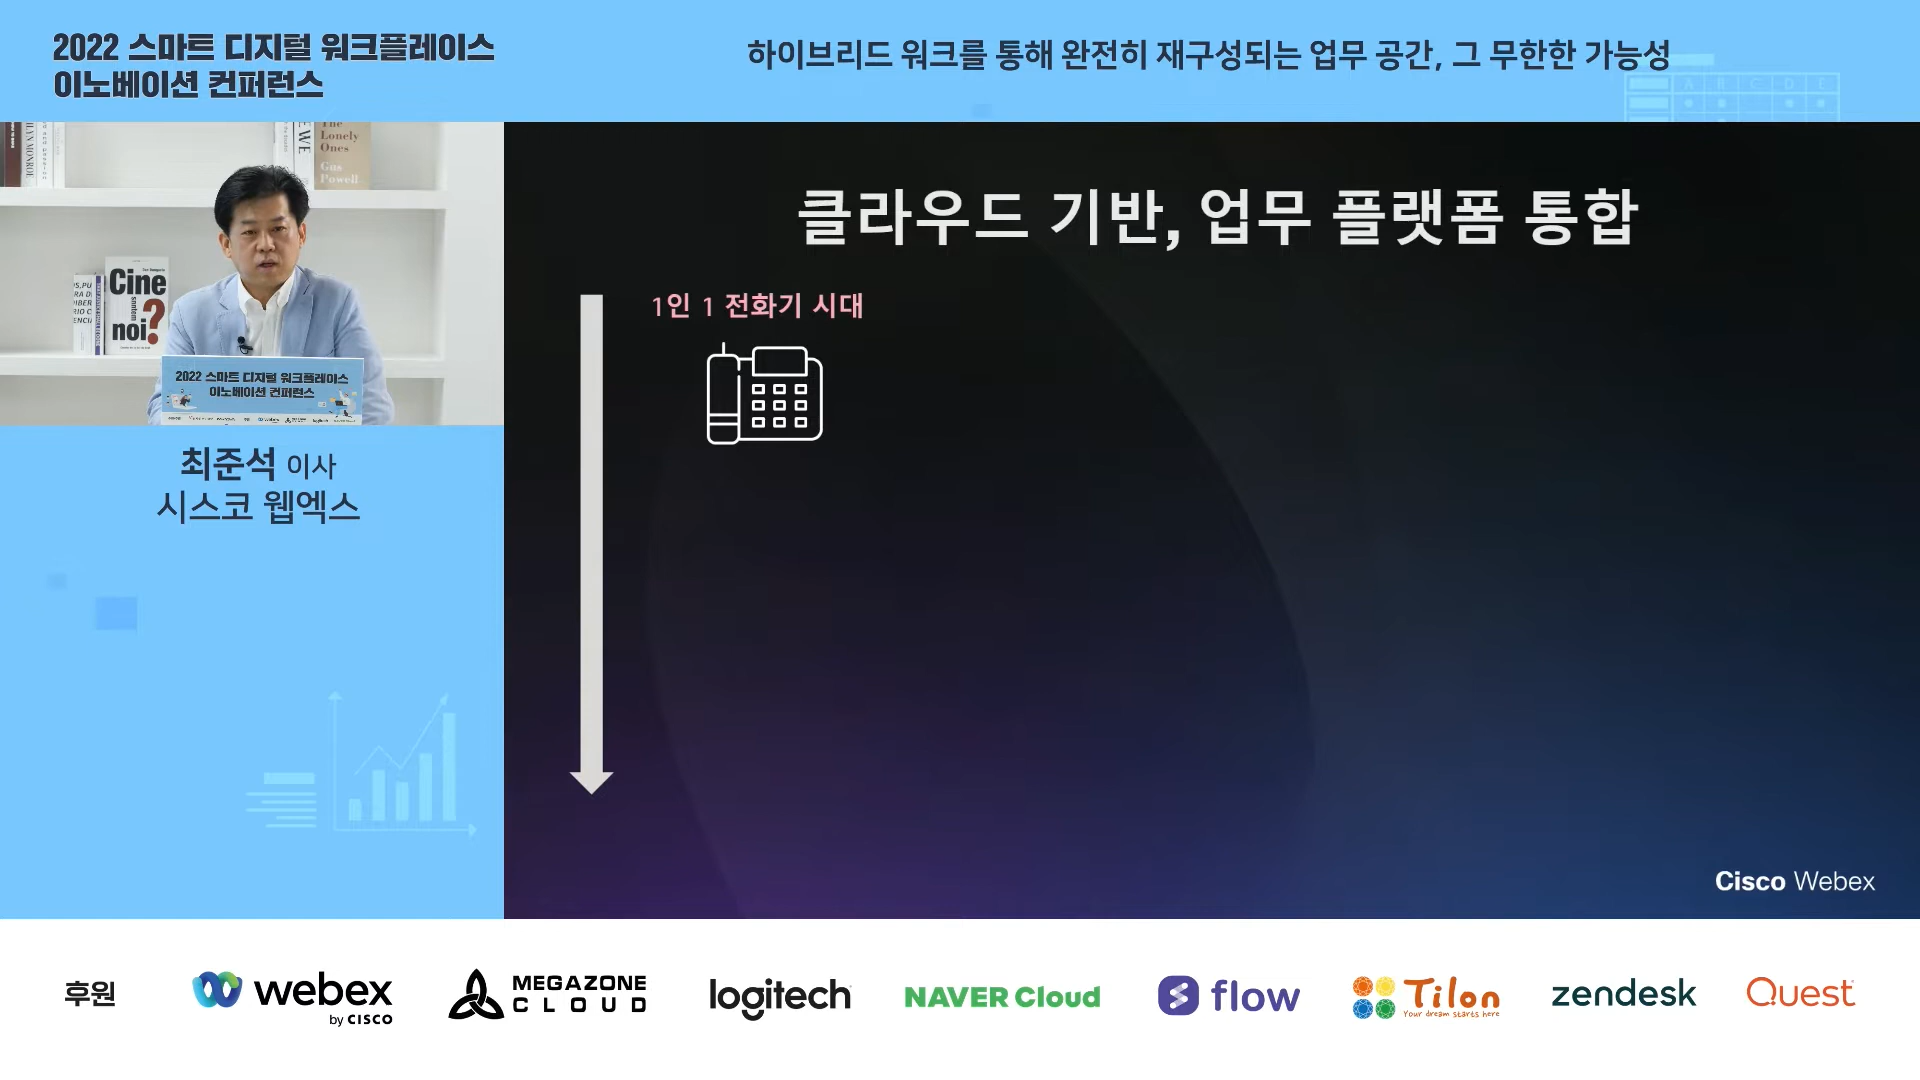 2022 스마트 디지털 워크플레이스
이노베이션 컨퍼런스
하이브리드 워크를 통해 완전히 재구성되는 업무 공간, 그 무한한 가능성
The
Lonely
Ones
Gus
Powell
Cine
noi?
2022 스마트 디지털 워크플레이스
이노베이션 컨퍼런스
최준석 이사
시스코 웹엑스
클라우드 기반, 업무 플랫폼 통합
1인 1 전화기 시대
Cisco Webex
후원
webex
by CISCO
MEGAZONE
CLOUD
logitech
NAVER Cloud
flow
Tilon
Your dream starts here
zendesk
Quest